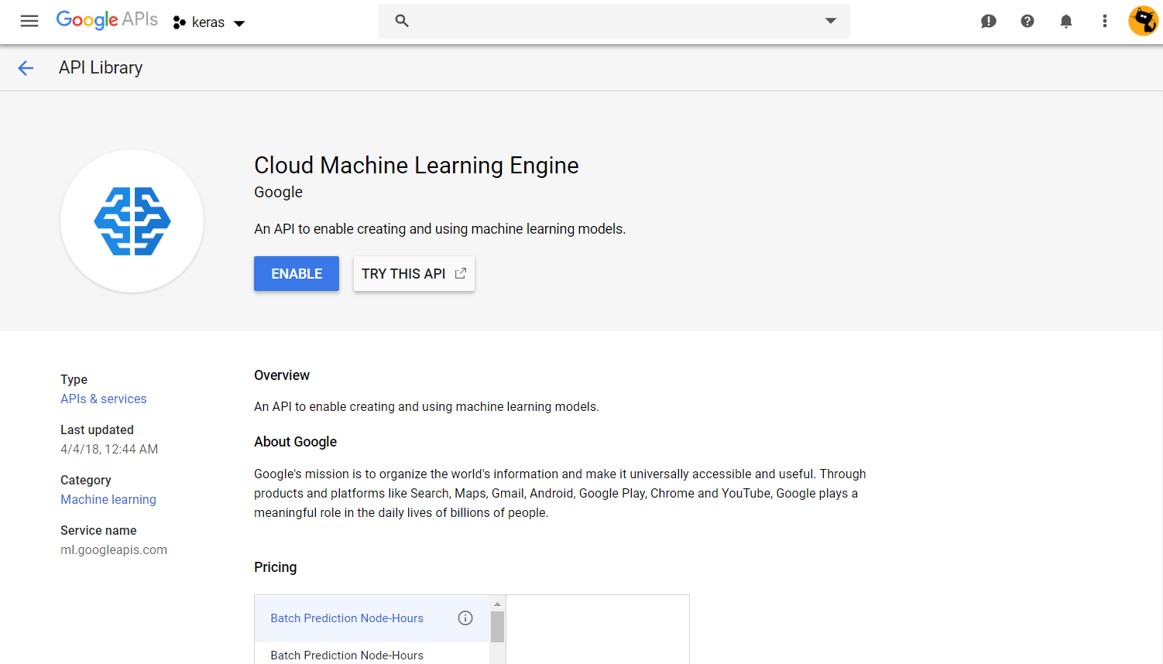 Google APIs
keras
API Library
Cloud Machine Learning Engine
Google
An API to enable creating and using machine learning models.
ENABLE
TRY THIS API
Type
APIs & services
Last updated
4/4/18, 12:44 AM
Category
Machine learning
Service name
ml.googleapis.com
Overview
An API to enable creating and using machine learning models.
About Google
Google's mission is to organize the world's information and make it universally accessible and useful. Through
products and platforms like Search, Maps, Gmail, Android, Google Play, Chrome and YouTube, Google plays a
meaningful role in the daily lives of billions of people.
Pricing
Batch Prediction Node-Hours
Batch Prediction Node-Hours